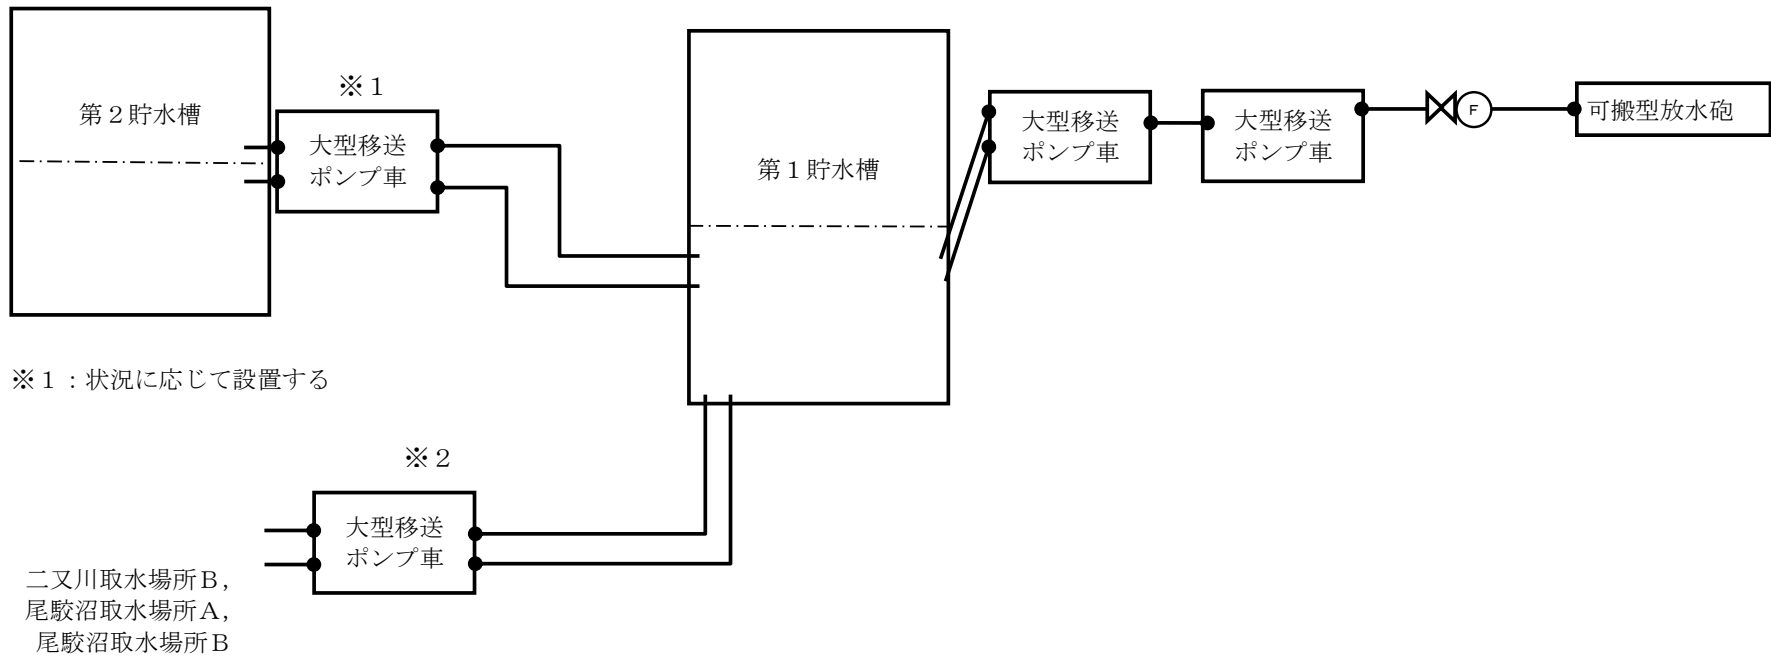 ※１
第２貯水槽
大型移送
ポンプ車
第１貯水槽
大型移送
ポンプ車
大型移送
ポンプ車
F
可搬型放水砲
※１：状況に応じて設置する
※２
大型移送
ポンプ車
二又川取水場所Ｂ，
尾駮沼取水場所Ａ，
尾駮沼取水場所Ｂ